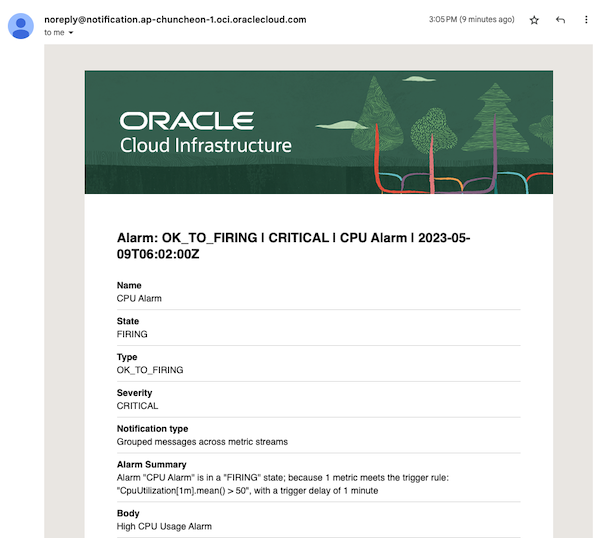 noreply@notification.ap-chuncheon-1.oci.oraclecloud.com
3:05 PM (9 minutes ago)
to me
ORACLE
Cloud Infrastructure
Alarm: OK_TO_FIRING | CRITICAL | CPU Alarm | 2023-05-
09T06:02:00Z
Name
CPU Alarm
State
FIRING
Type
OK_TO_FIRING
Severity
CRITICAL
Notification type
Grouped messages across metric streams
Alarm Summary
Alarm "CPU Alarm" is in a "FIRING" state; because 1 metric meets the trigger rule:
"CpuUtilization[1m].mean() > 50", with a trigger delay of 1 minute
Body
High CPU Usage Alarm